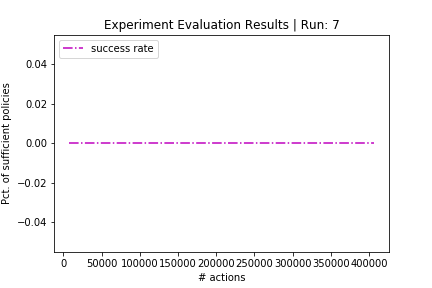 Experiment Evaluation Results | Run: 7
success rate
Pct. of sufficient policies
0.04
0.02
0.00
−0.02
−0.04
0 50000 100000 150000 200000 250000 300000 350000 400000
# actions